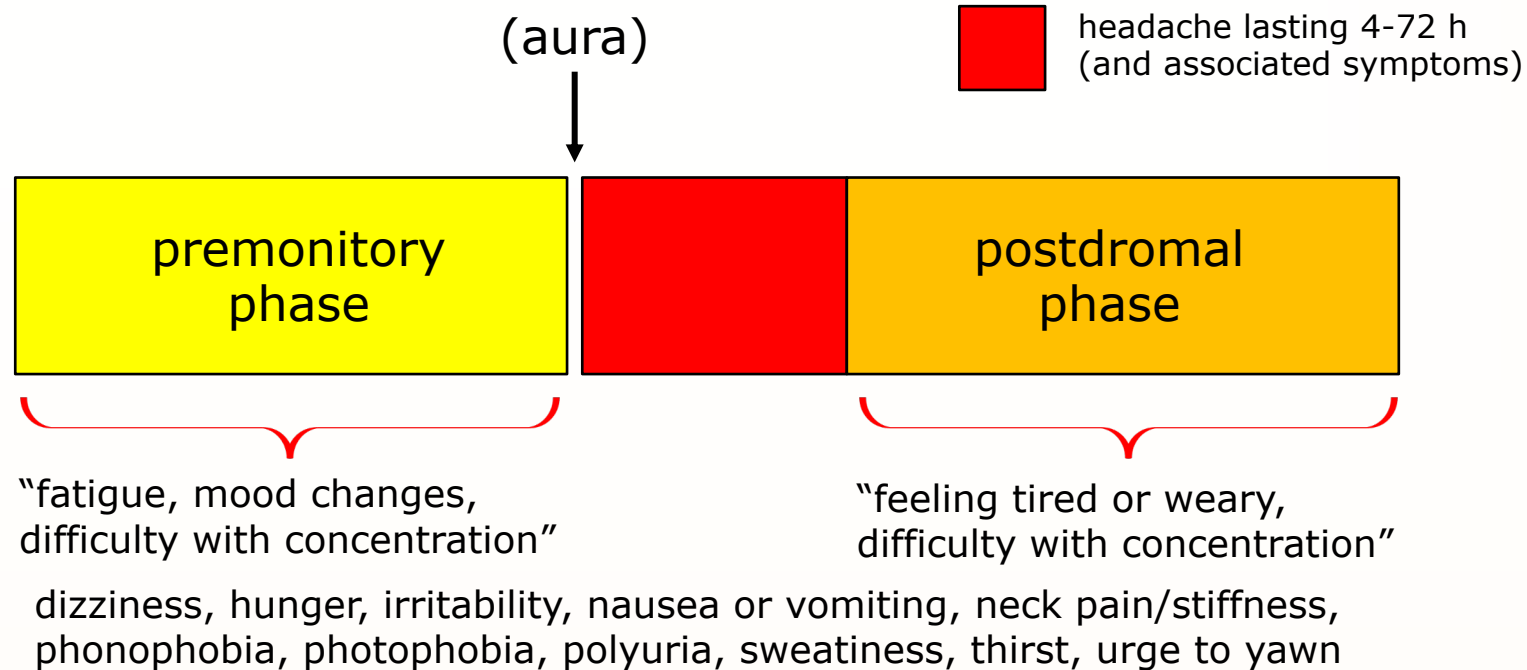 (aura)
headache lasting 4-72 h
(and associated symptoms)
premonitory
phase
postdromal
phase
“fatigue, mood changes,
difficulty with concentration”
“feeling tired or weary,
difficulty with concentration”
dizziness, hunger, irritability, nausea or vomiting, neck pain/stiffness,
phonophobia, photophobia, polyuria, sweatiness, thirst, urge to yawn